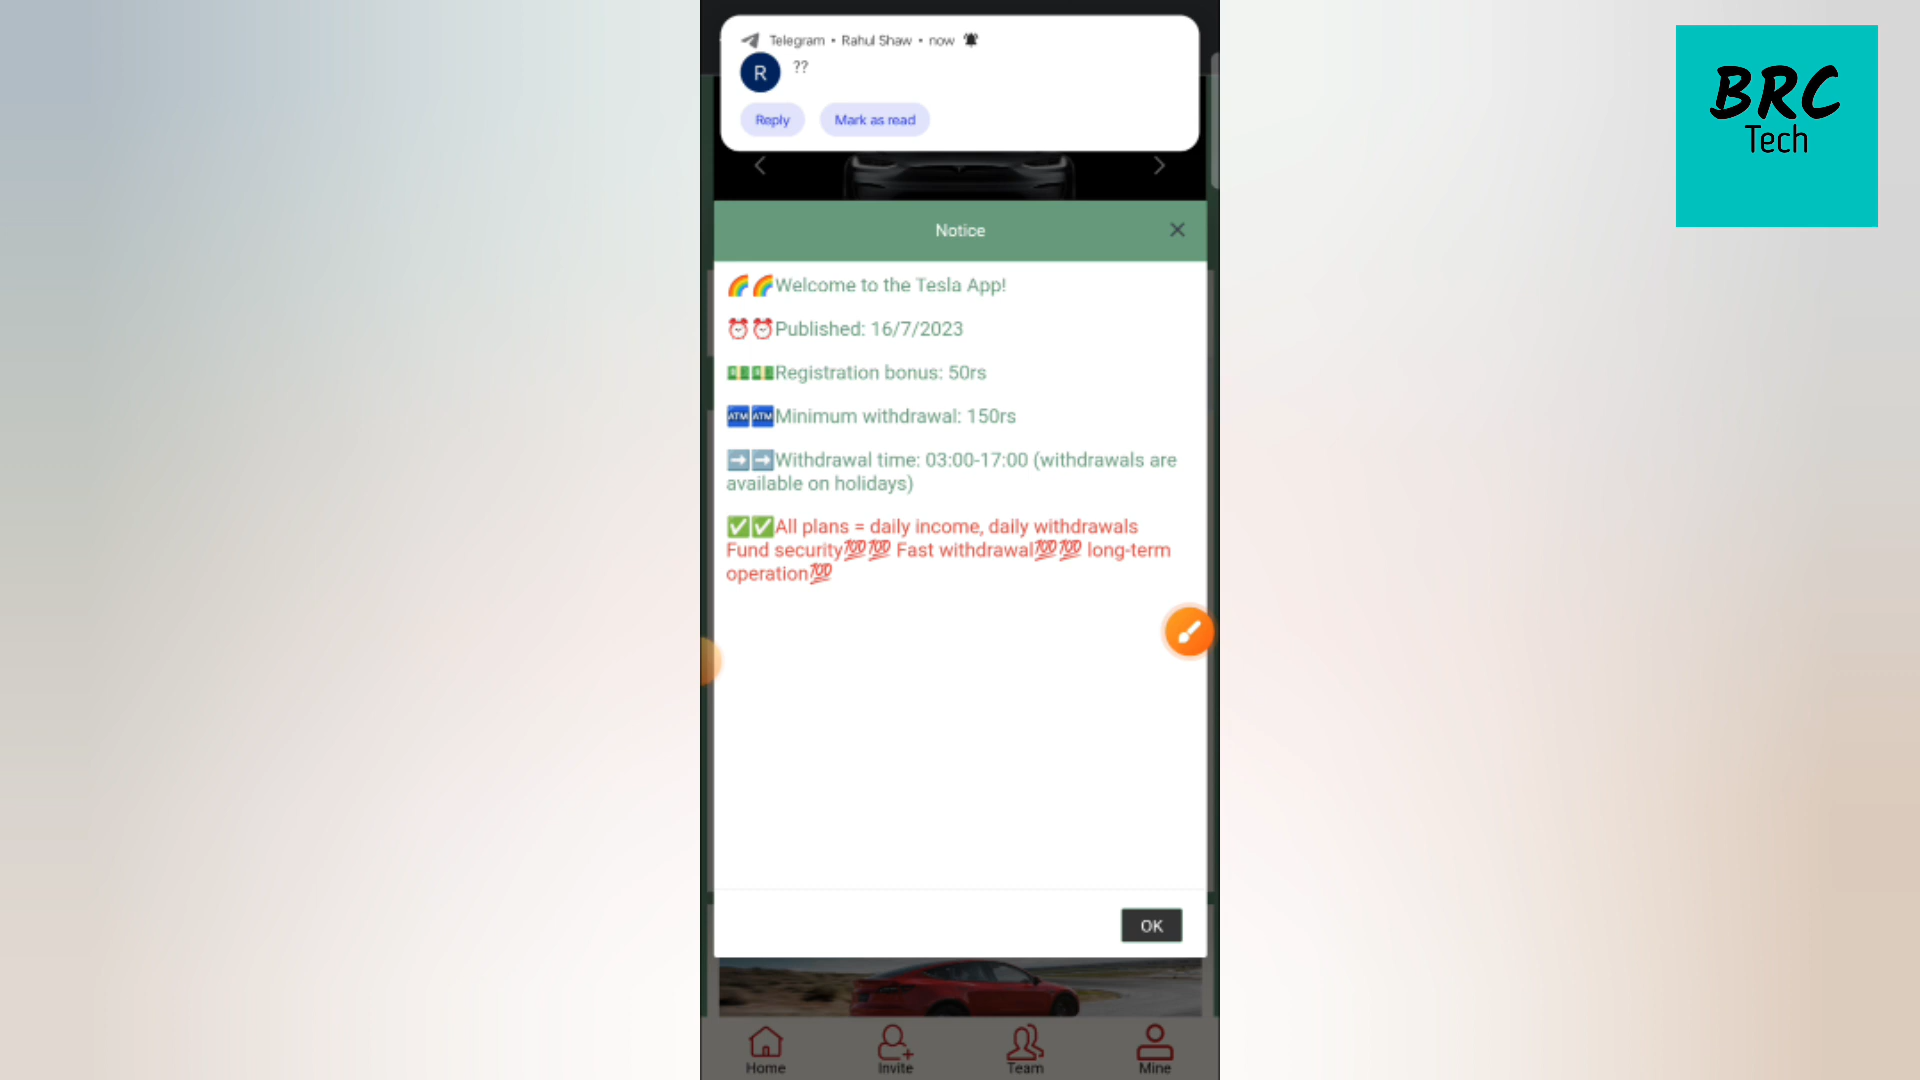 Telegram • Rahul Shaw • now
R
??
Reply
Mark as read
BRC
Tech
Notice
🌈🌈Welcome to the Tesla App!
⏰⏰Published: 16/7/2023
💵💵Registration bonus: 50rs
🏧🏧Minimum withdrawal: 150rs
➡️➡️Withdrawal time: 03:00-17:00 (withdrawals are
available on holidays)
✅✅All plans = daily income, daily withdrawals
Fund security💯💯 Fast withdrawal💯💯 long-term
operation💯
OK
Home
Invite
Team
Mine